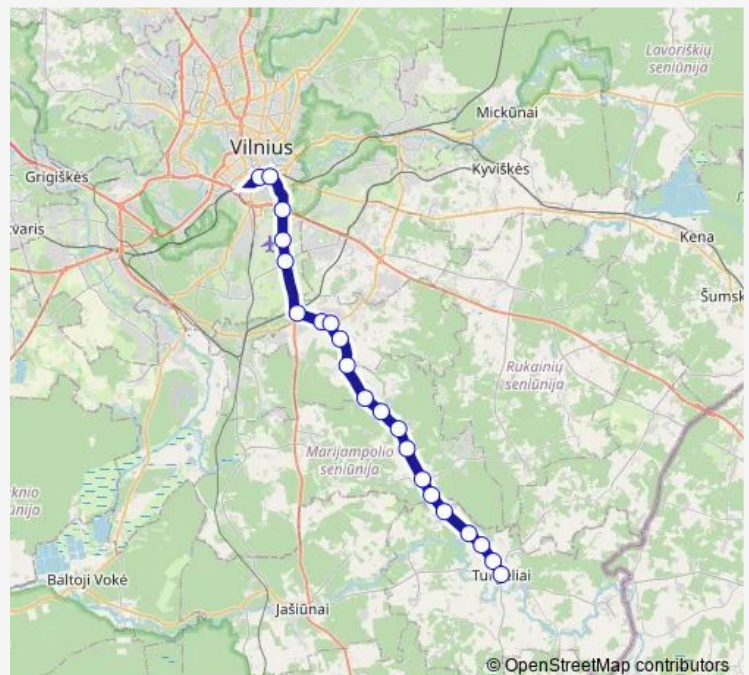 Lavoriškių
seniūnija
Mickūnai
Vilnius
Kyviškės
Grigiškės
varis
Kena
Šumsk
Rukainių
seniūnija
Marijampolio
seniūnija
knio
ūnija
Baltoji Vokė
Jašiūnai
© OpenStreetMap contributors